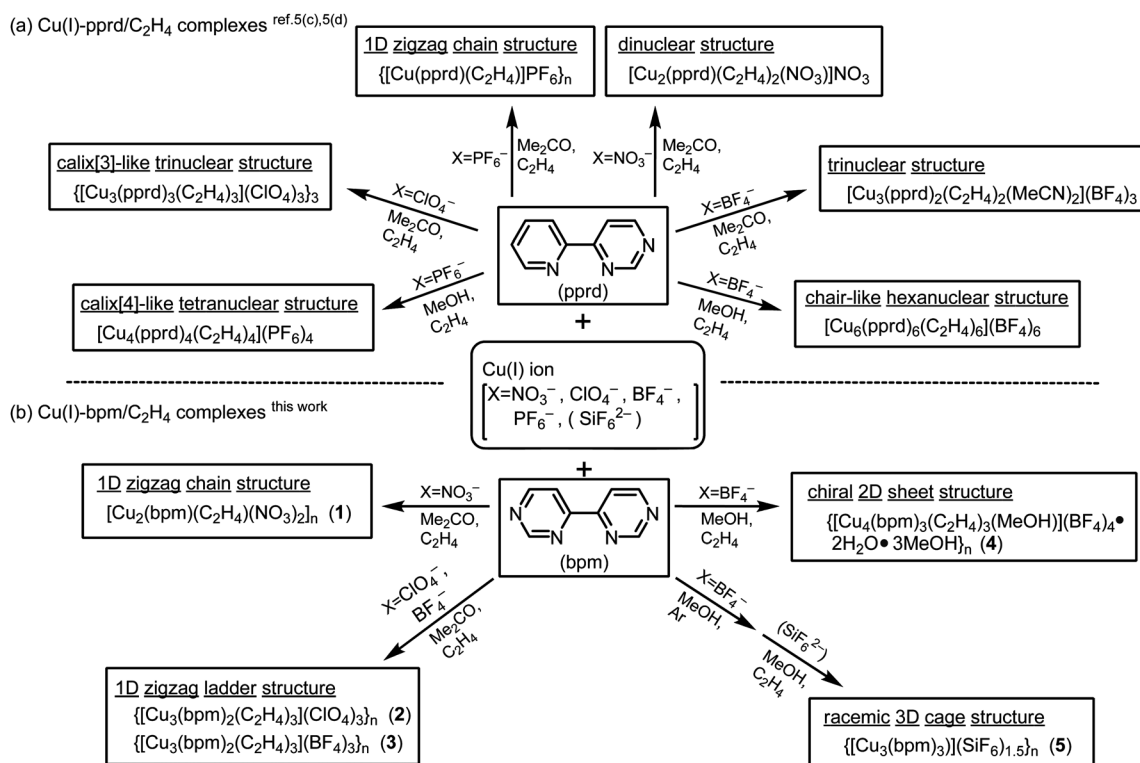 (a) Cu(I)-pprd/C2H4 complexes ref.5(c),5(d)
1D zigzag chain structure
{[Cu(pprd)(C2H4)]PF6}n
dinuclear structure
[Cu2(pprd)(C2H4)2(NO3)]NO3
X=PF6−
Me2CO,
C2H4
X=NO3−
Me2CO,
C2H4
calix[3]-like trinuclear structure
{[Cu3(pprd)3(C2H4)3](ClO4)3}3
X=ClO4−
Me2CO,
C2H4
X=BF4−
Me2CO,
C2H4
trinuclear structure
[Cu3(pprd)2(C2H4)2(MeCN)2](BF4)3
N
N
N
(pprd)
calix[4]-like tetranuclear structure
[Cu4(pprd)4(C2H4)4](PF6)4
X=PF6−
MeOH,
C2H4
X=BF4−
MeOH,
C2H4
chair-like hexanuclear structure
[Cu6(pprd)6(C2H4)6](BF4)6
+
Cu(I) ion
[X=NO3−, ClO4−, BF4−,
PF6−, ( SiF62−) ]
(b) Cu(I)-bpm/C2H4 complexes this work
+
1D zigzag chain structure
[Cu2(bpm)(C2H4)(NO3)2]n (1)
X=NO3−
Me2CO,
C2H4
N
N
N
N
(bpm)
X=BF4−
MeOH,
C2H4
chiral 2D sheet structure
{[Cu4(bpm)3(C2H4)3(MeOH)](BF4)4•
2H2O• 3MeOH}n (4)
X=ClO4−,
BF4−
Me2CO,
C2H4
X=BF4−
MeOH,
Ar
(SiF62−)
MeOH,
C2H4
1D zigzag ladder structure
{[Cu3(bpm)2(C2H4)3](ClO4)3}n (2)
{[Cu3(bpm)2(C2H4)3](BF4)3}n (3)
racemic 3D cage structure
{[Cu3(bpm)3)](SiF6)1.5}n (5)